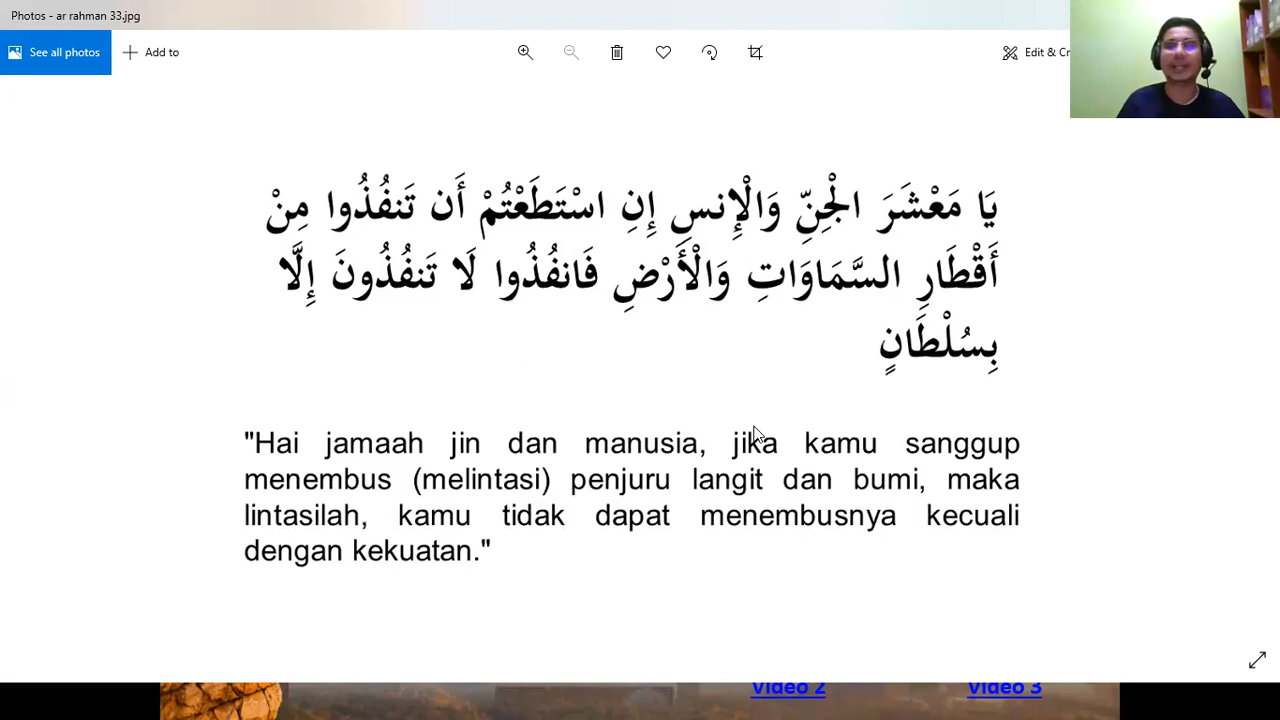 Photos - ar rahman 33.jpg
See all photos
Add to
Edit & Cr
يَا مَعْشَرَ الْجِنِّ وَالْإِنسِ إِنِ اسْتَطَعْتُمْ أَن تَنفُذُوا مِنْ
أَقْطَارِ السَّمَاوَاتِ وَالْأَرْضِ فَانفُذُوا لَا تَنفُذُونَ إِلَّا
بِسُلْطَانٍ
"Hai jamaah jin dan manusia, jika kamu sanggup
menembus (melintasi) penjuru langit dan bumi, maka
lintasilah, kamu tidak dapat menembusnya kecuali
dengan kekuatan."
Video 2
Video 3